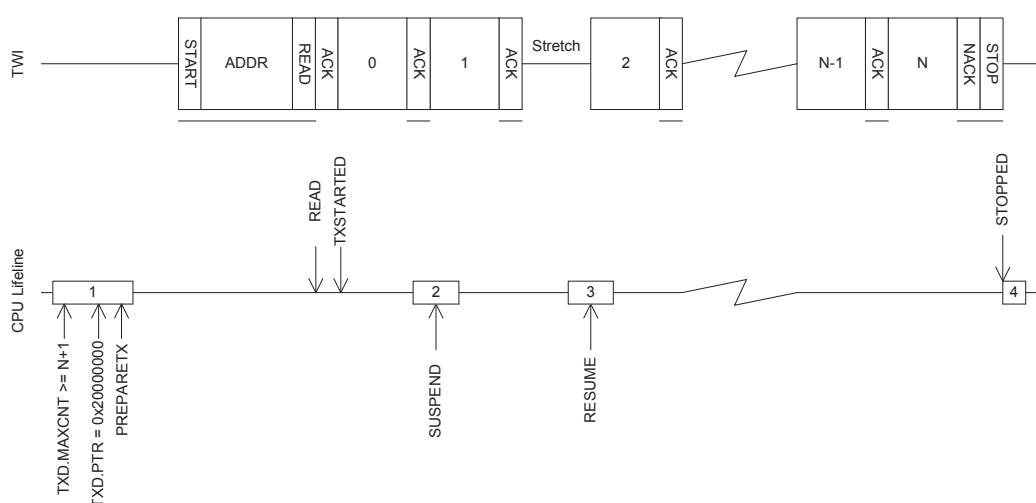 TWI
START
ADDR
READ
ACK
0
ACK
1
ACK
Stretch
2
ACK
N-1
ACK
N
NACK
STOP
CPU Lifeline
READ
TXSTARTED
STOPPED
1
2
3
4
TXD.MAXCNT >= N+1
TXD.PTR = 0x20000000
PREPARETX
SUSPEND
RESUME